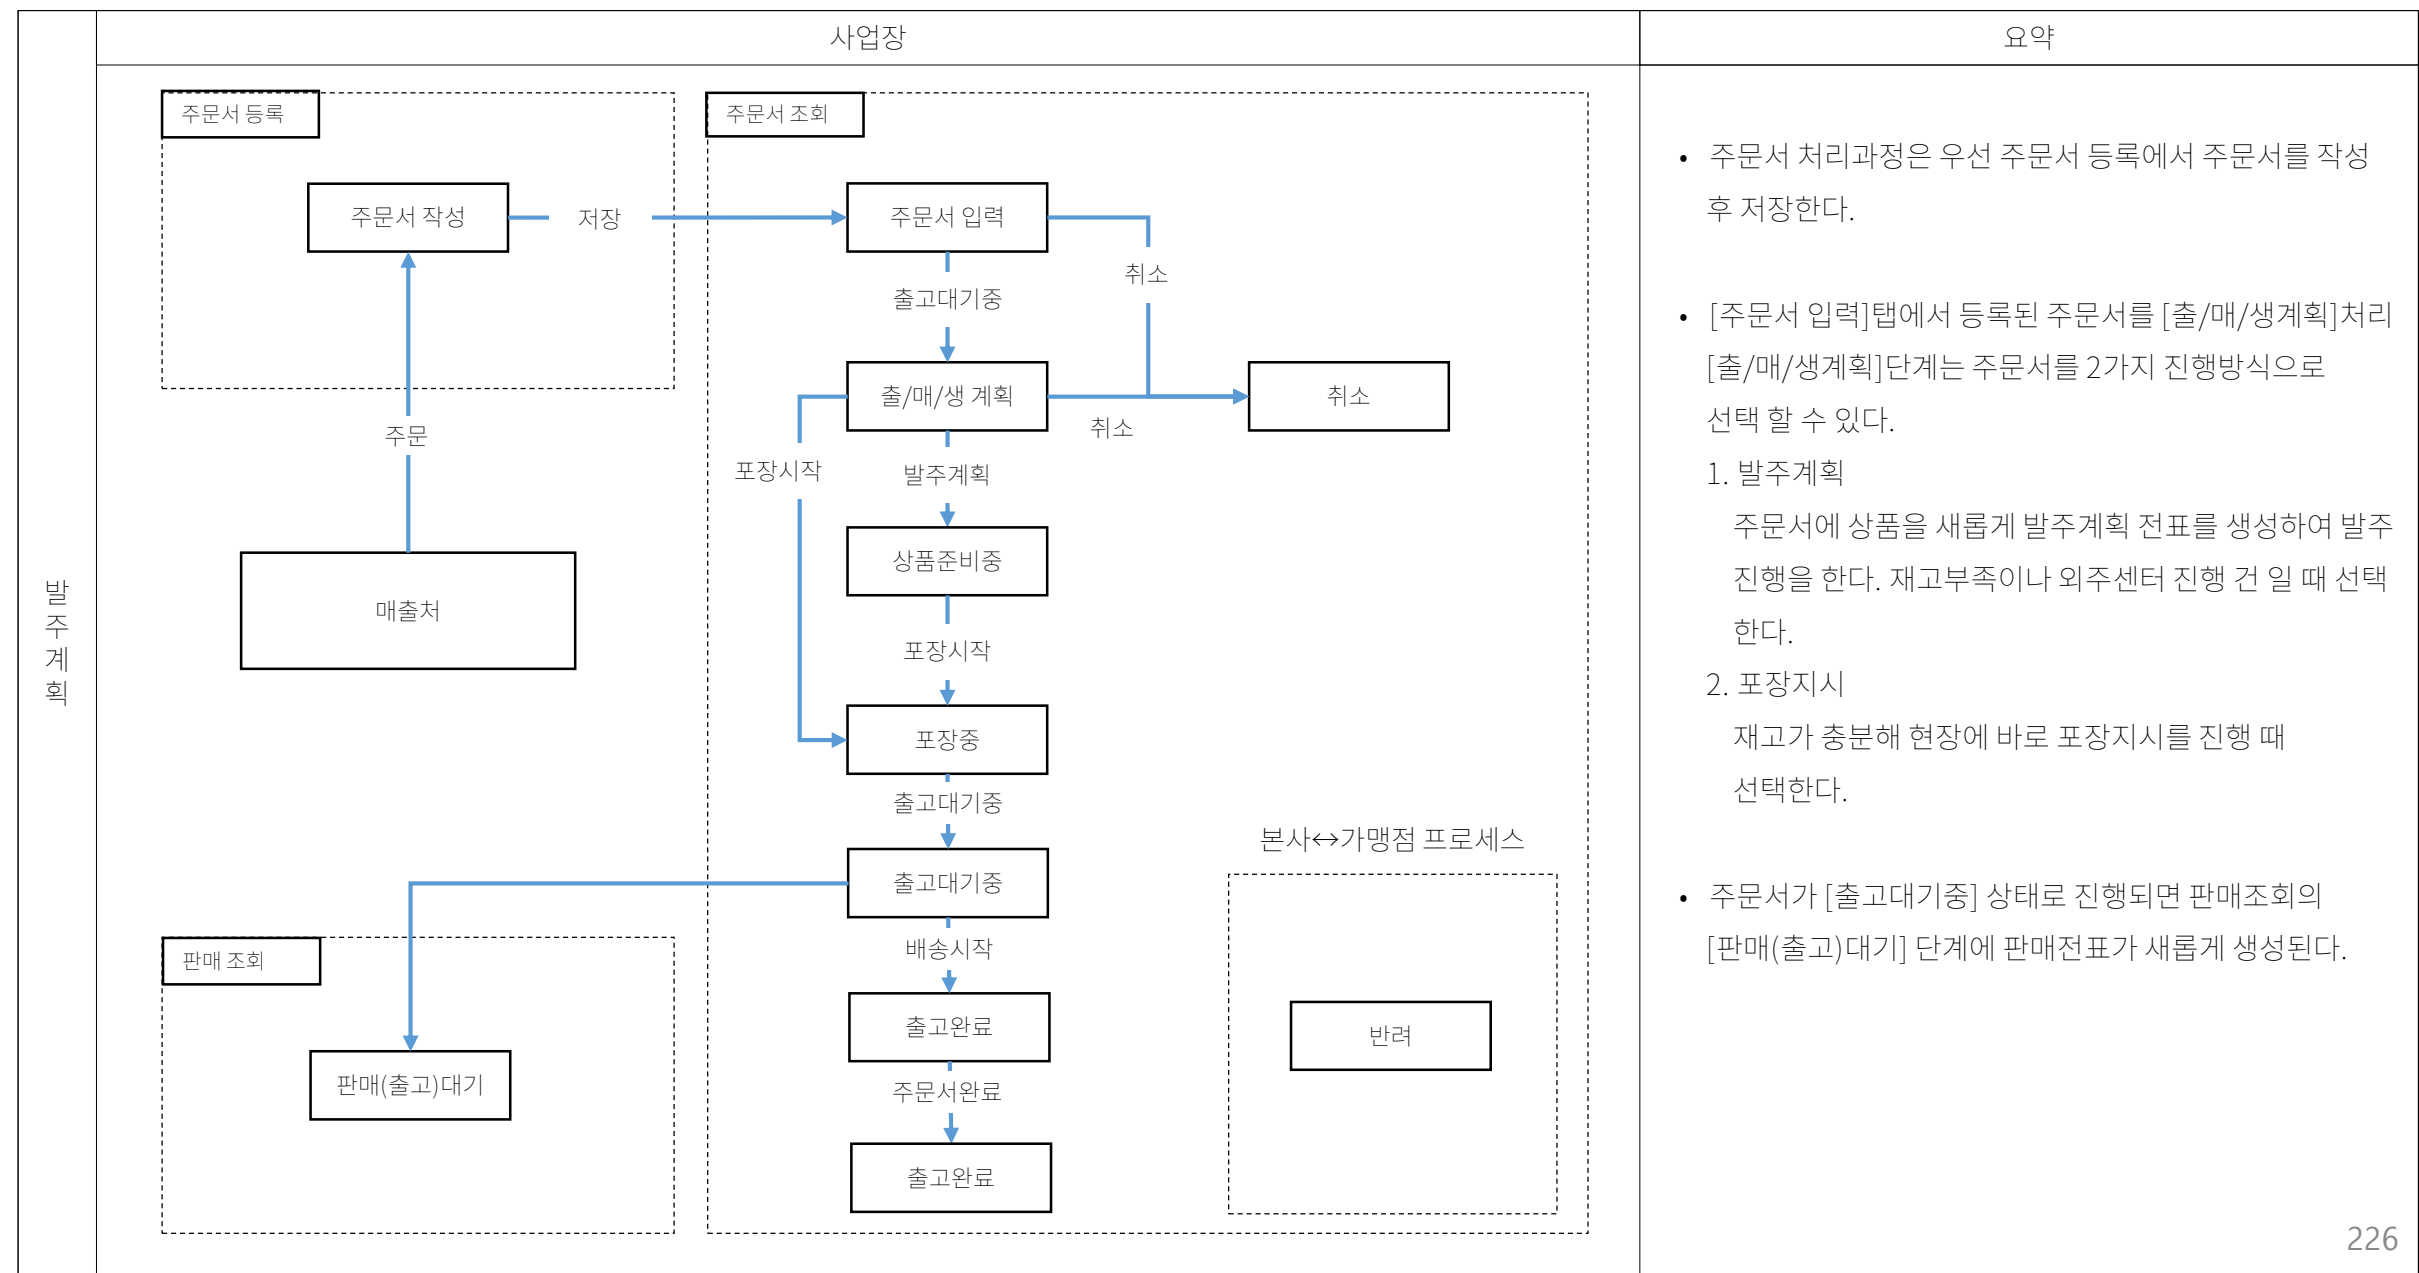 사업장
요약
발
주
계
획
주문서 등록
주문서 작성
저장
주문
매출처
주문서 조회
주문서 입력
취소
출고대기중
출/매/생 계획
취소
취소
포장시작
발주계획
상품준비중
포장시작
포장중
출고대기중
출고대기중
배송시작
출고완료
주문서완료
출고완료
본사↔가맹점 프로세스
반려
판매 조회
판매(출고)대기
• 주문서 처리과정은 우선 주문서 등록에서 주문서를 작성
후 저장한다.
• [주문서 입력]탭에서 등록된 주문서를 [출/매/생계획]처리
[출/매/생계획]단계는 주문서를 2가지 진행방식으로
선택 할 수 있다.
1. 발주계획
주문서에 상품을 새롭게 발주계획 전표를 생성하여 발주
진행을 한다. 재고부족이나 외주센터 진행 건 일 때 선택
한다.
2. 포장지시
재고가 충분해 현장에 바로 포장지시를 진행 때
선택한다.
• 주문서가 [출고대기중] 상태로 진행되면 판매조회의
[판매(출고)대기] 단계에 판매전표가 새롭게 생성된다.
226